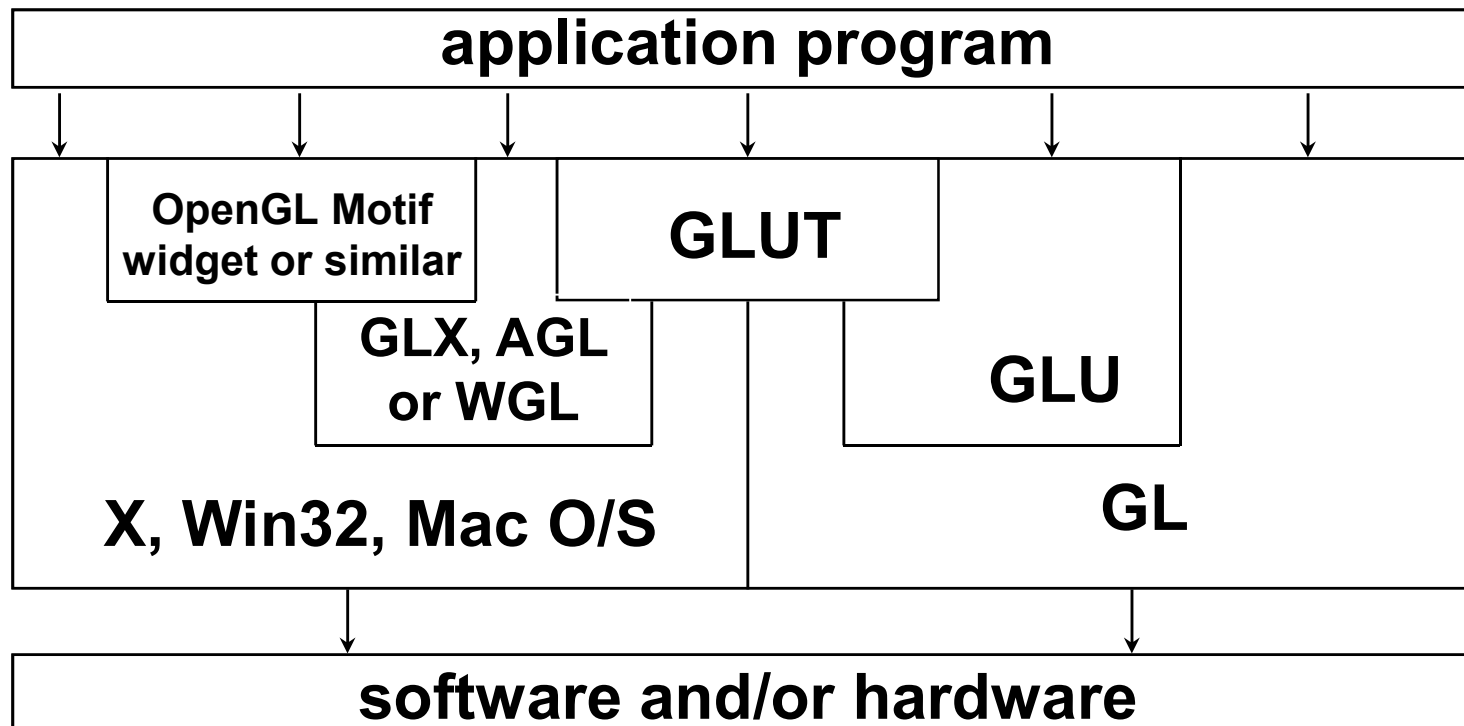 application program
OpenGL Motif
widget or similar
GLUT
GLX, AGL
or WGL
GLU
X, Win32, Mac O/S
GL
software and/or hardware